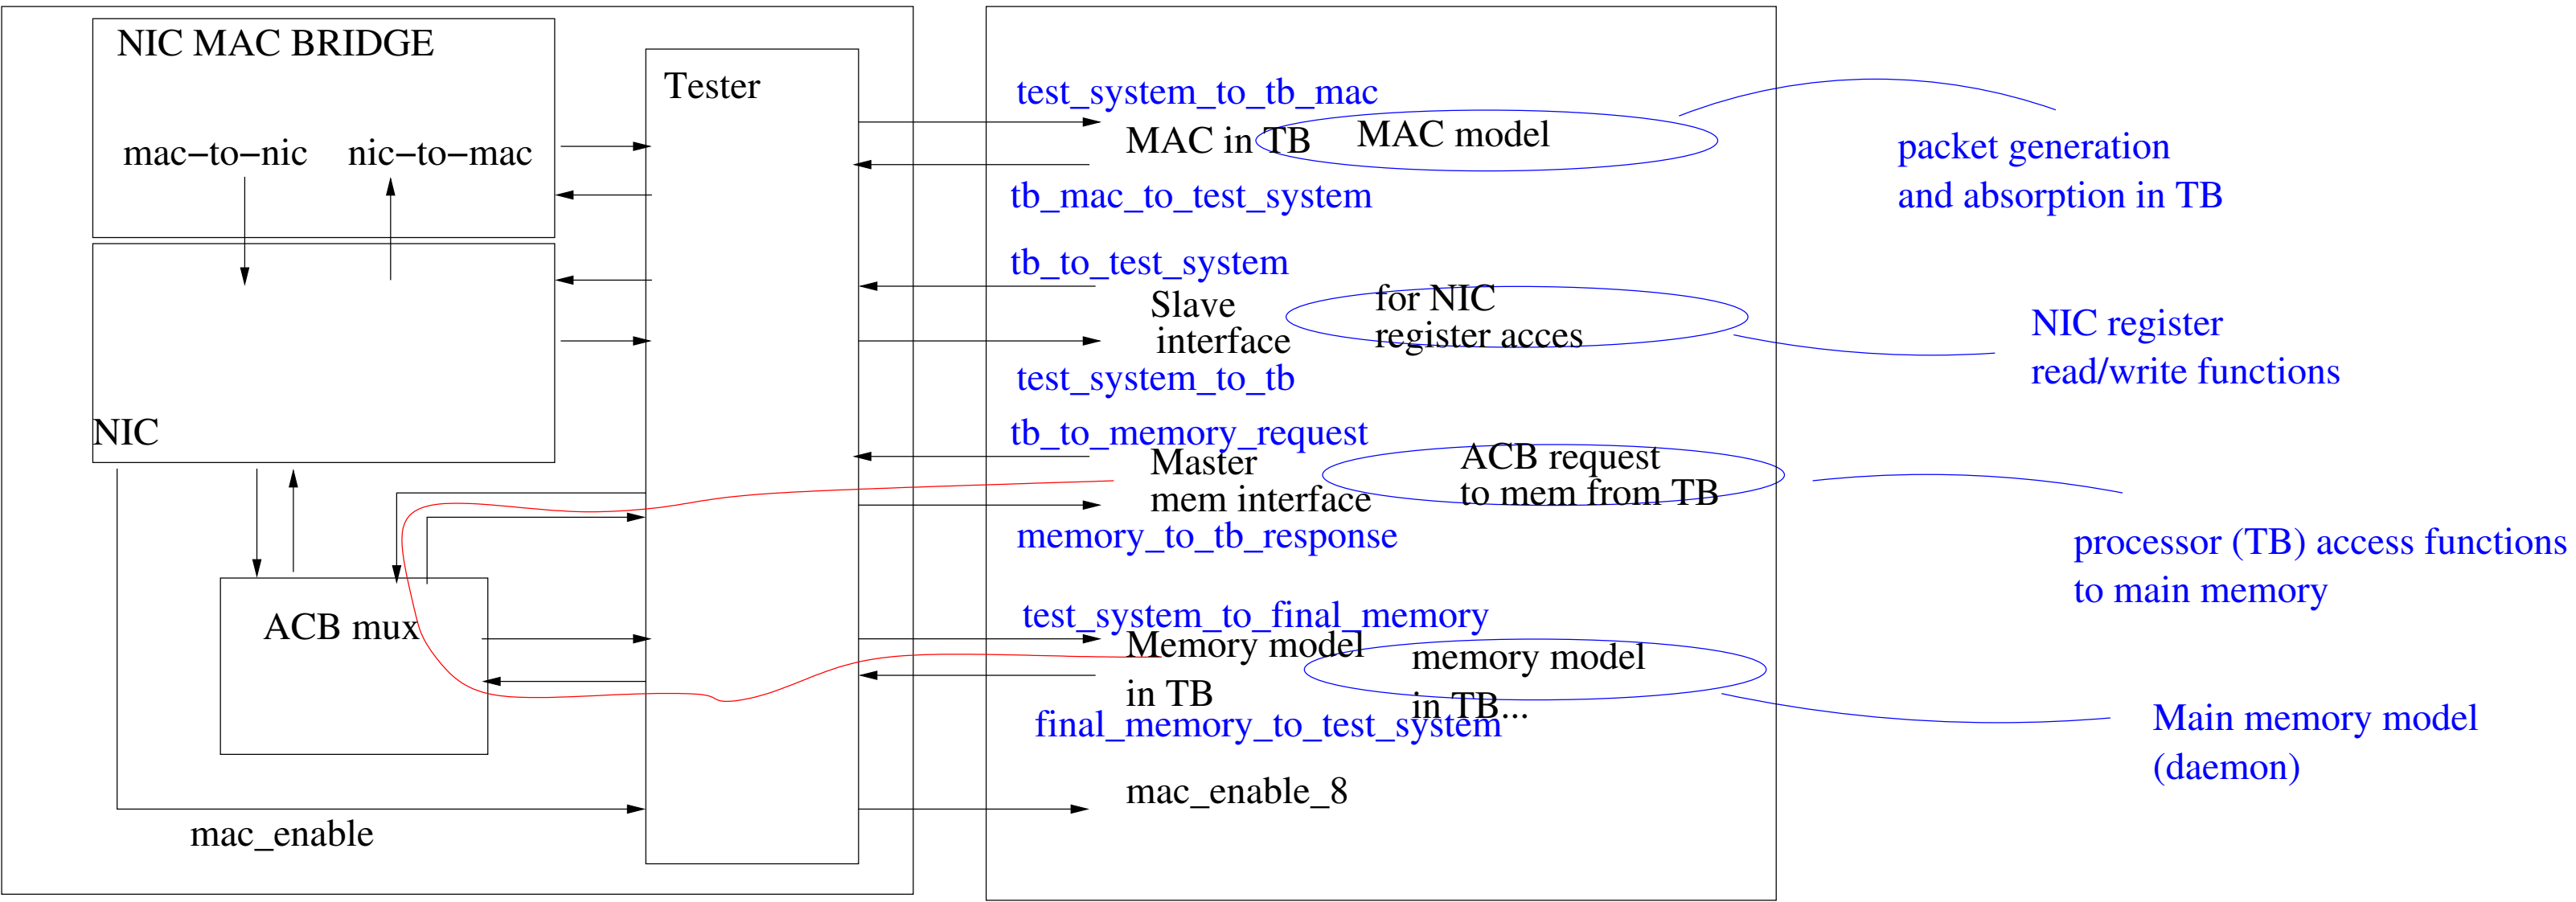 NIC MAC BRIDGE
mac−to−nic nic−to−mac
NIC
ACB mux
mac_enable
Tester
test_system_to_tb_mac
MAC in TB
MAC model
tb_mac_to_test_system
tb_to_test_system
Slave
interface
for NIC
register acces
test_system_to_tb
tb_to_memory_request
Master
mem interface
ACB request
to mem from TB
memory_to_tb_response
test_system_to_final_memory
Memory model
in TB
memory model
in TB...
final_memory_to_test_system
mac_enable_8
packet generation
and absorption in TB
NIC register
read/write functions
processor (TB) access functions
to main memory
Main memory model
(daemon)